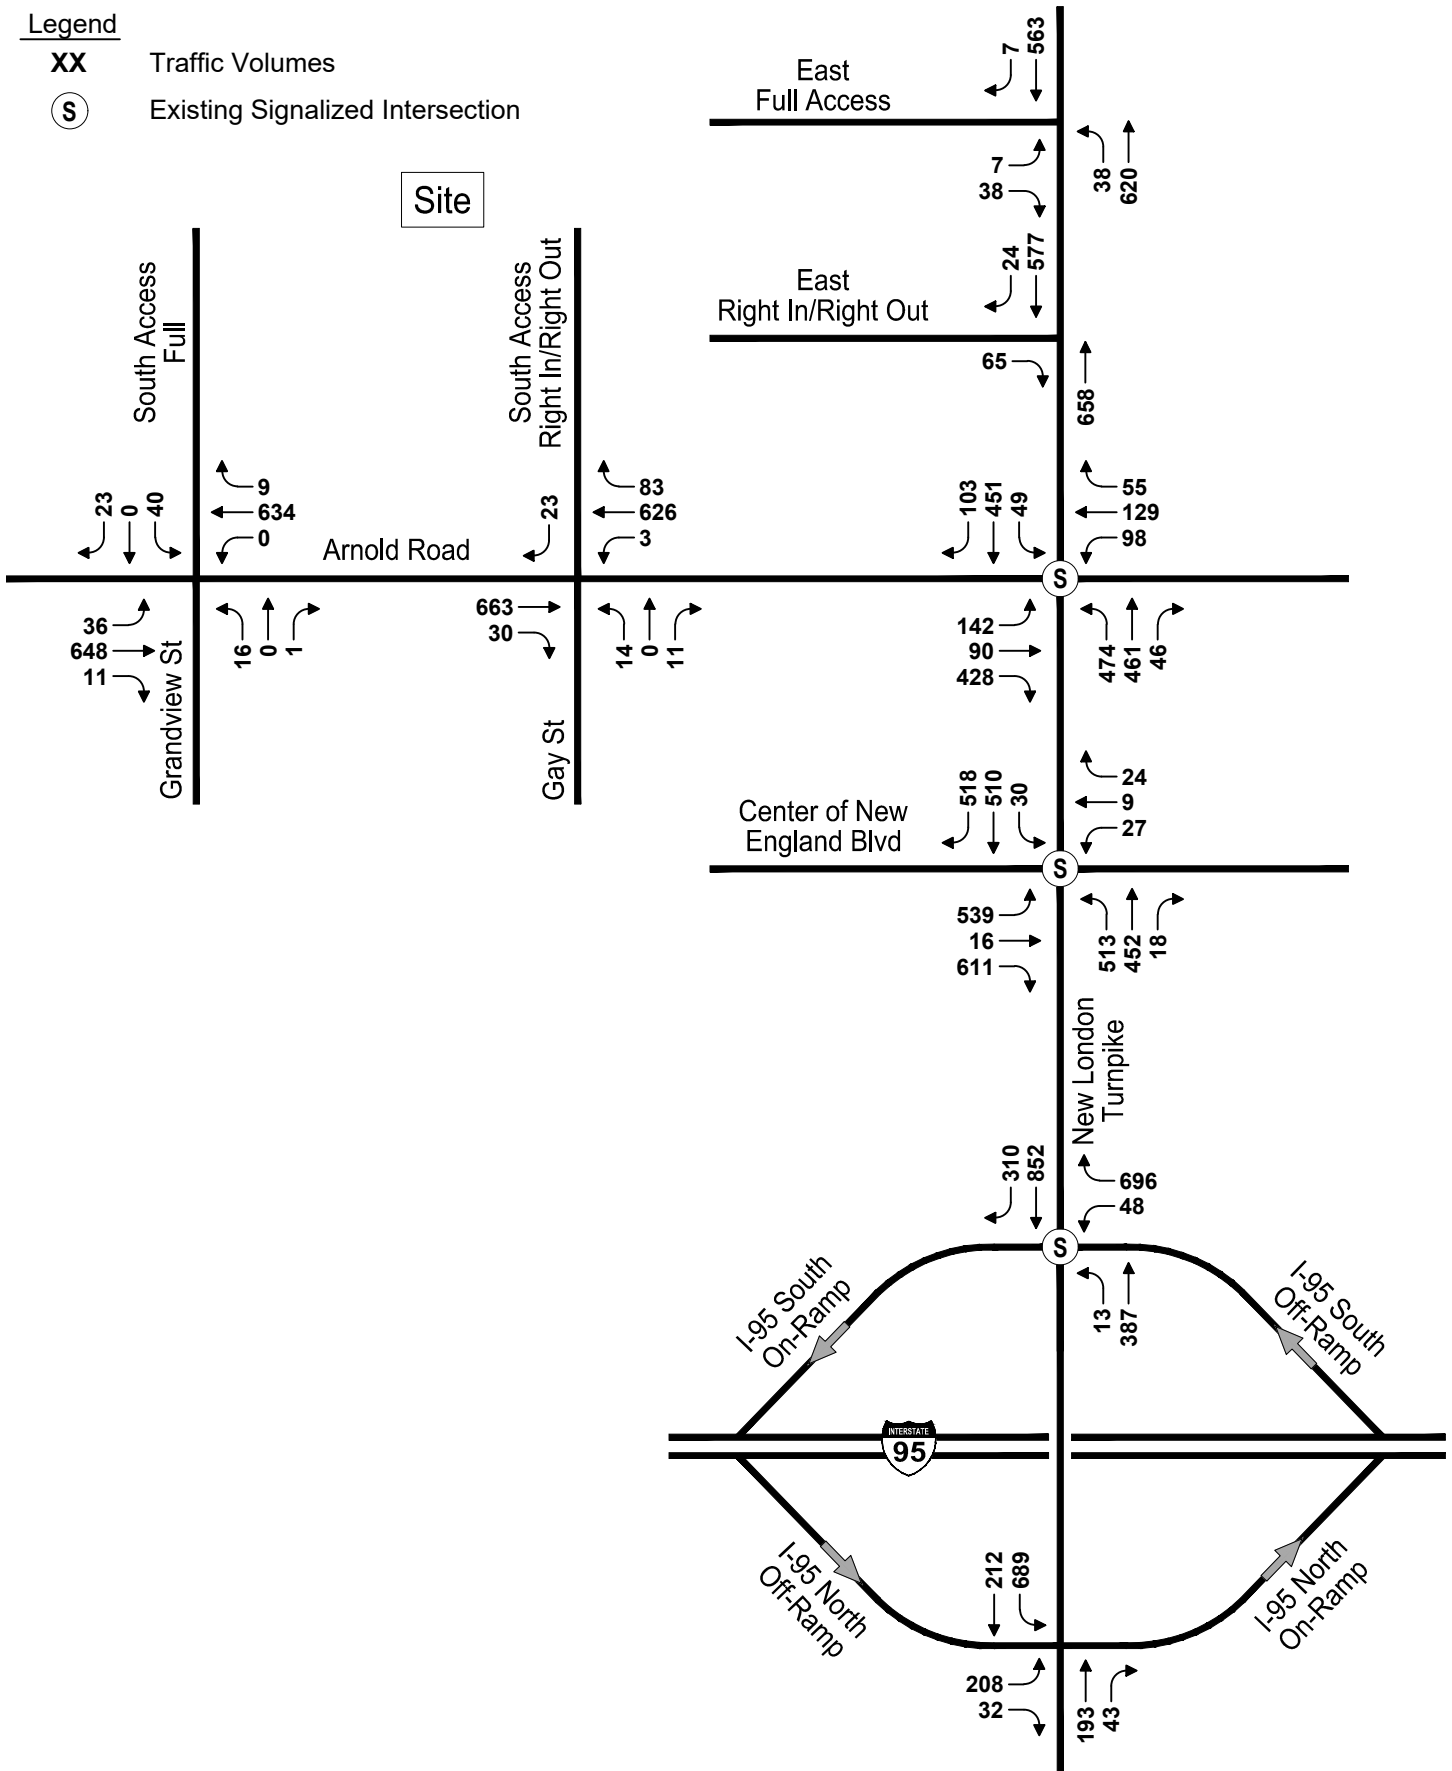 Legend
XX Traffic Volumes
S Existing Signalized Intersection
Site
East
Full Access
7
563
7
38
38
620
East
Right In/Right Out
24
577
65
658
South Access
Full
South Access
Right In/Right Out
23
0
40
9
634
0
Arnold Road
36
648
11
16
0
1
Grandview St
23
83
626
3
663
30
14
0
11
Gay St
103
451
49
55
129
98
S
142
90
428
474
461
46
Center of New
England Blvd
518
510
30
24
9
27
S
539
16
611
513
452
18
New London
Turnpike
310
852
696
48
S
13
387
I-95 South
On-Ramp
I-95 South
Off-Ramp
INTERSTATE
95
I-95 North
Off-Ramp
I-95 North
On-Ramp
212
689
208
32
193
43